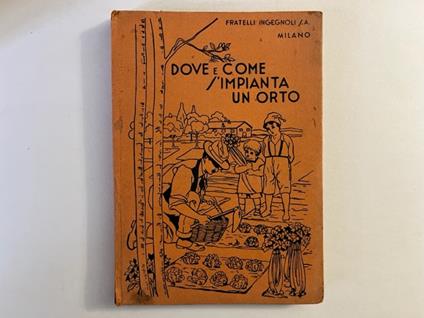 FRATELLI INGEGNOLI S.A.
MILANO
DOVE E COME
S'IMPIANTA
UN ORTO